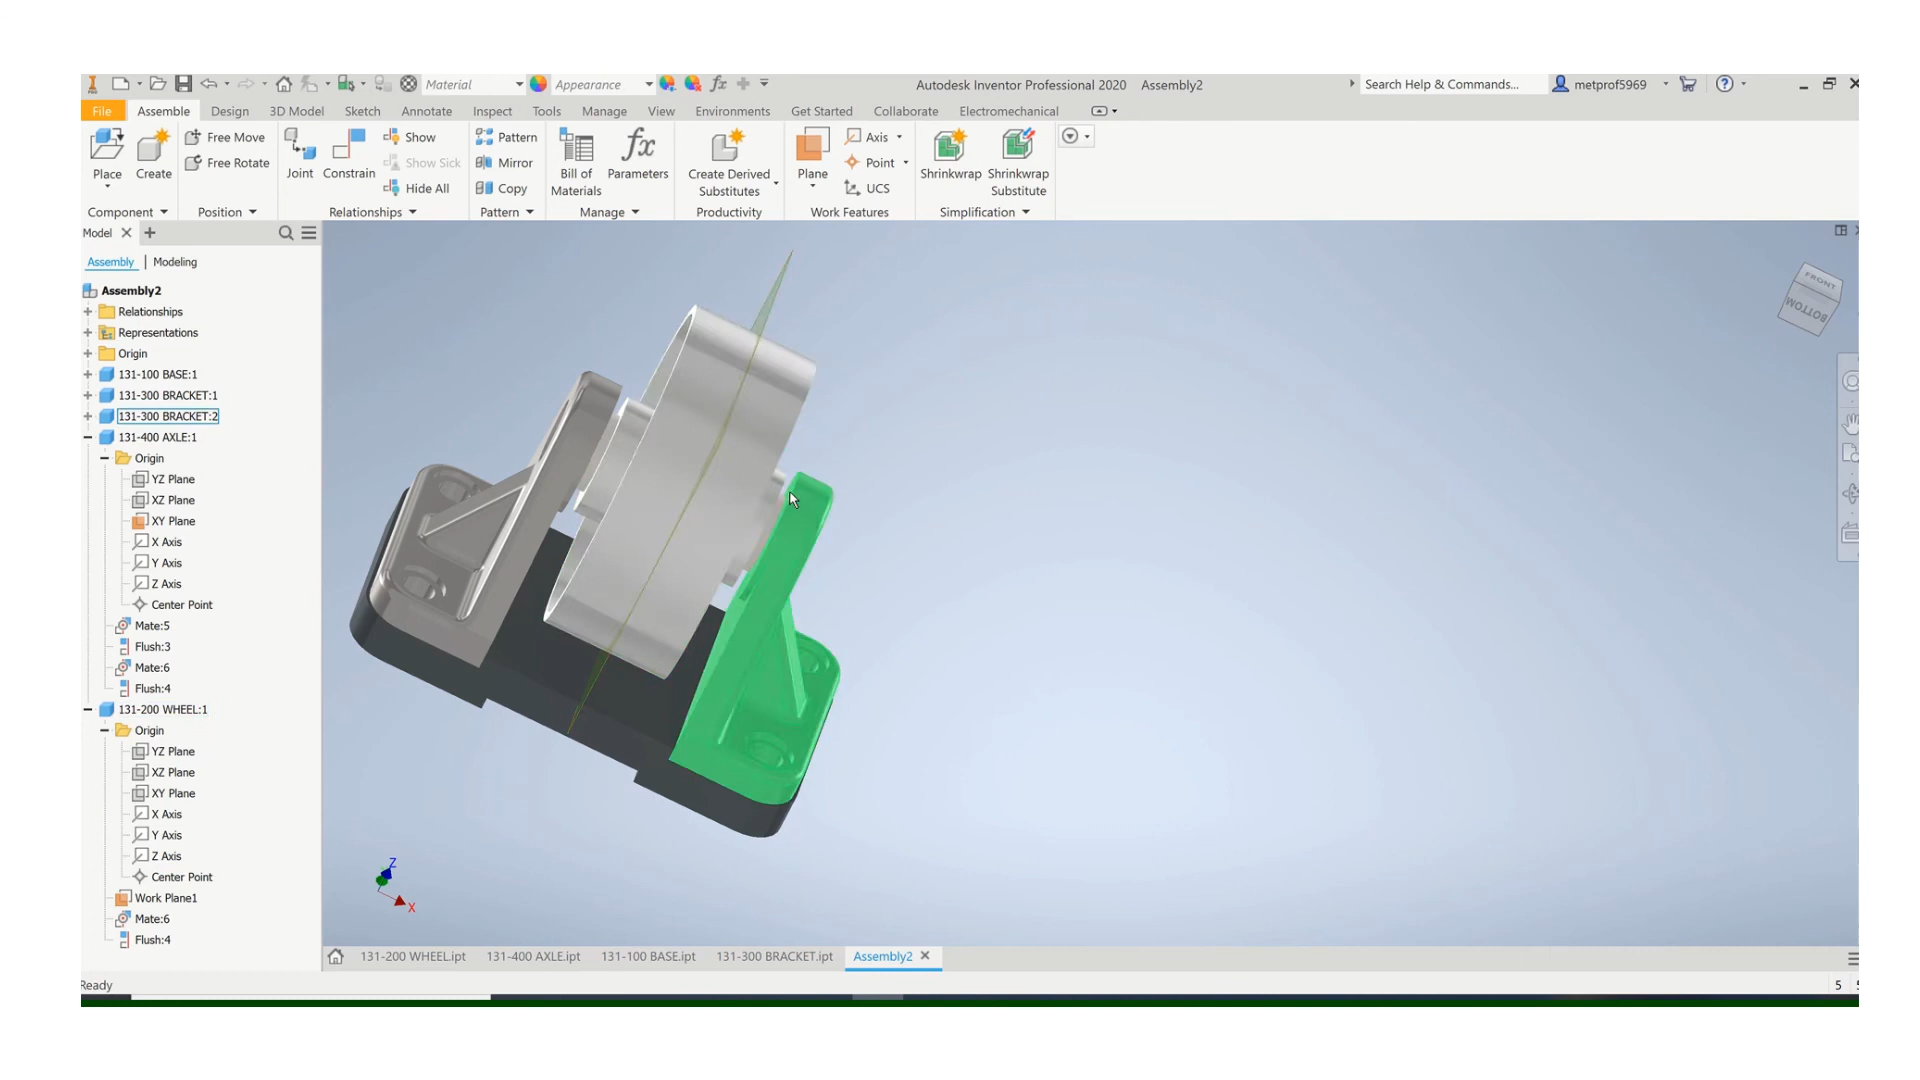 Material Appearance Autodesk Inventor Professional 2020 Assembly2 Search Help & Commands... metprof5969
File Assemble Design 3D Model Sketch Annotate Inspect Tools Manage View Environments Get Started Collaborate Electromechanical
Place
Create
Free Move
Free Rotate
Joint
Constrain
Show
Show Sick
Hide All
Pattern
Mirror
Copy
Bill of
Materials
Parameters
Create Derived
Substitutes
Plane
Axis
Point
UCS
Shrinkwrap
Shrinkwrap
Substitute
Component Position Relationships Pattern Manage Productivity Work Features Simplification
Model
Assembly Modeling
Assembly2
Relationships
Representations
Origin
131-100 BASE:1
131-300 BRACKET:1
131-300 BRACKET:2
131-400 AXLE:1
Origin
YZ Plane
XZ Plane
XY Plane
X Axis
Y Axis
Z Axis
Center Point
Mate:5
Flush:3
Mate:6
Flush:4
131-200 WHEEL:1
Origin
YZ Plane
XZ Plane
XY Plane
X Axis
Y Axis
Z Axis
Center Point
Work Plane1
Mate:6
Flush:4
FRONT
BOTTOM
Z
X
131-200 WHEEL.ipt 131-400 AXLE.ipt 131-100 BASE.ipt 131-300 BRACKET.ipt Assembly2
Ready 5